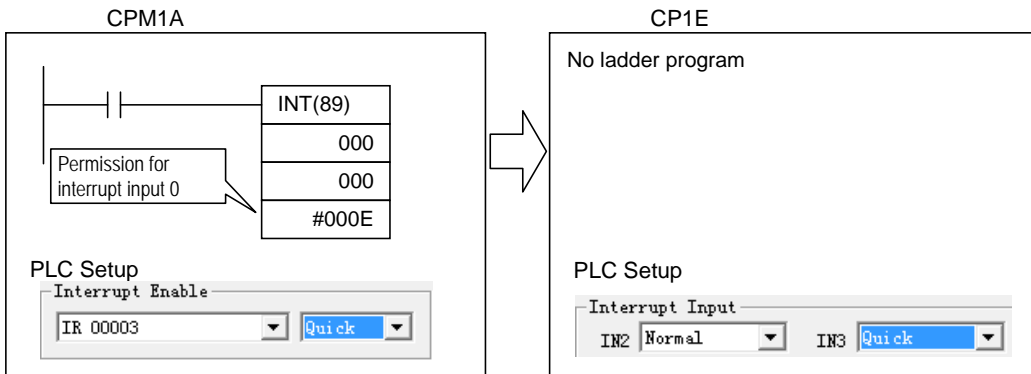 CPM1A
INT(89)
000
000
#000E
Permission for
interrupt input 0
PLC Setup
Interrupt Enable
IR 00003 Quick
CP1E
No ladder program
PLC Setup
Interrupt Input
IN2 Normal IN3 Quick